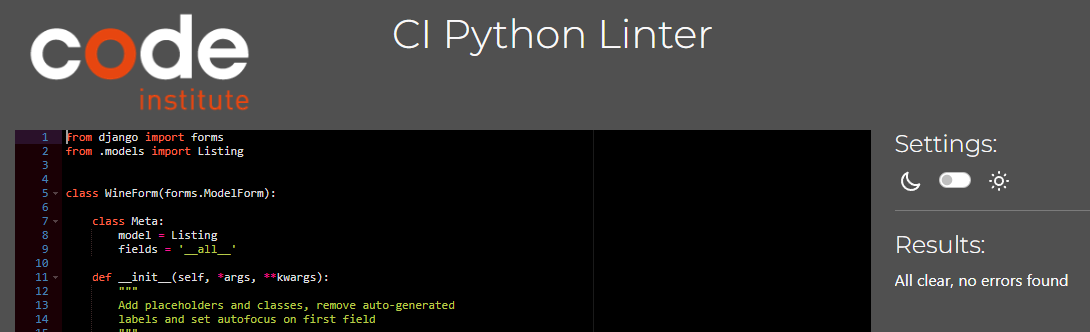 code
institute
CI Python Linter
1 from django import forms
2 from .models import Listing
3
4
5 class WineForm(forms.ModelForm):
6
7     class Meta:
8         model = Listing
9         fields = '__all__'
10
11     def __init__(self, *args, **kwargs):
12         """
13         Add placeholders and classes, remove auto-generated
14         labels and set autofocus on first field
15         """
Settings:
Results:
All clear, no errors found